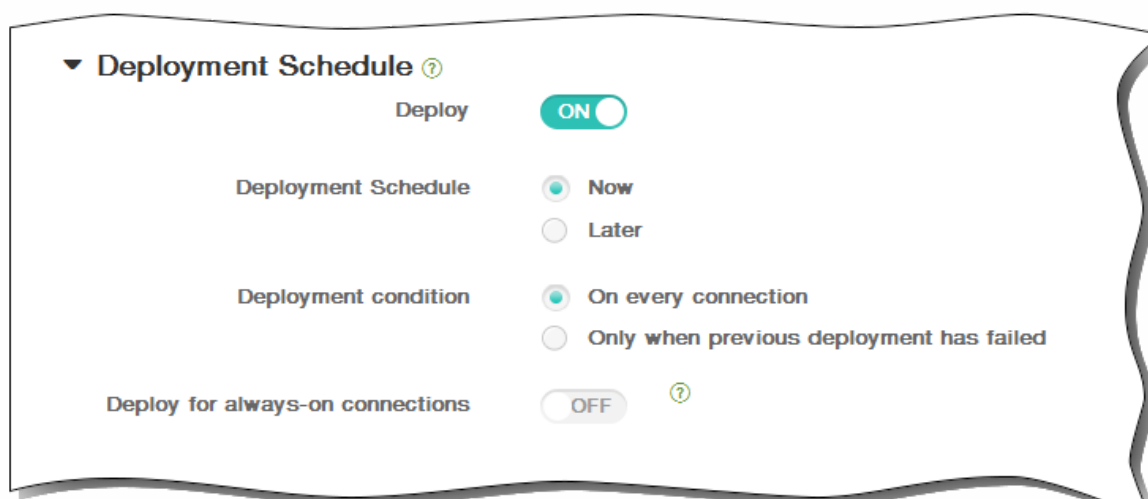 Deployment Schedule ?
Deploy ON
Deployment Schedule Now
Later
Deployment condition On every connection
Only when previous deployment has failed
Deploy for always-on connections OFF ?